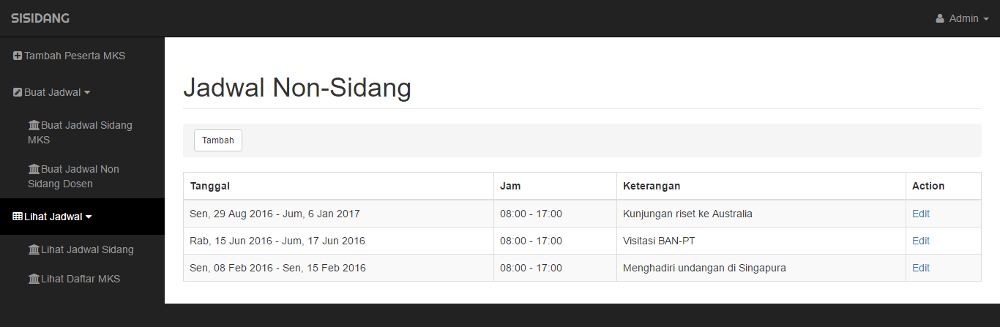 SISIDANG
Admin
Tambah Peserta MKS
Buat Jadwal
Buat Jadwal Sidang
MKS
Buat Jadwal Non
Sidang Dosen
Lihat Jadwal
Lihat Jadwal Sidang
Lihat Daftar MKS
Jadwal Non-Sidang
Tambah
Tanggal Jam Keterangan Action
Sen, 29 Aug 2016 - Jum, 6 Jan 2017 08:00 - 17:00 Kunjungan riset ke Australia Edit
Rab, 15 Jun 2016 - Jum, 17 Jun 2016 08:00 - 17:00 Visitasi BAN-PT Edit
Sen, 08 Feb 2016 - Sen, 15 Feb 2016 08:00 - 17:00 Menghadiri undangan di Singapura Edit